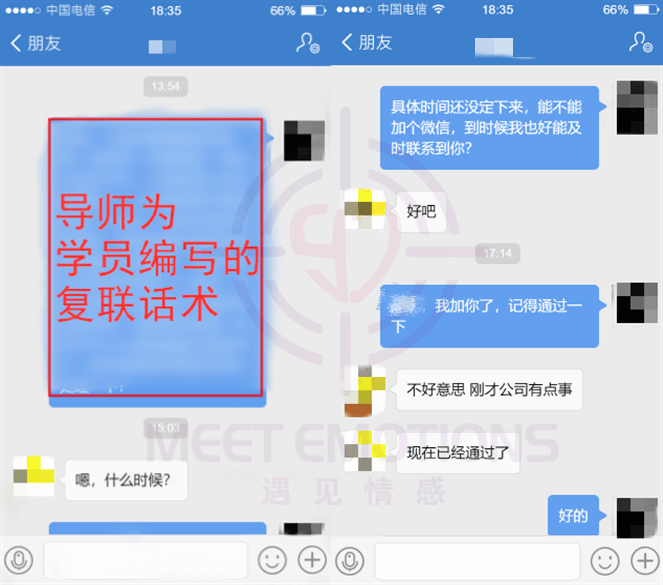 中国电信
18:35
66%
朋友
13:54
导师为
学员编写的
复联话术
15:03
嗯，什么时候?
中国电信
18:35
66%
朋友
具体时间还没定下来，能不能
加个微信，到时候我也好能及
时联系到你?
好吧
17:14
，我加你了，记得通过一
下
不好意思 刚才公司有点事
现在已经通过了
好的
MEET EMOTIONS
遇见情感